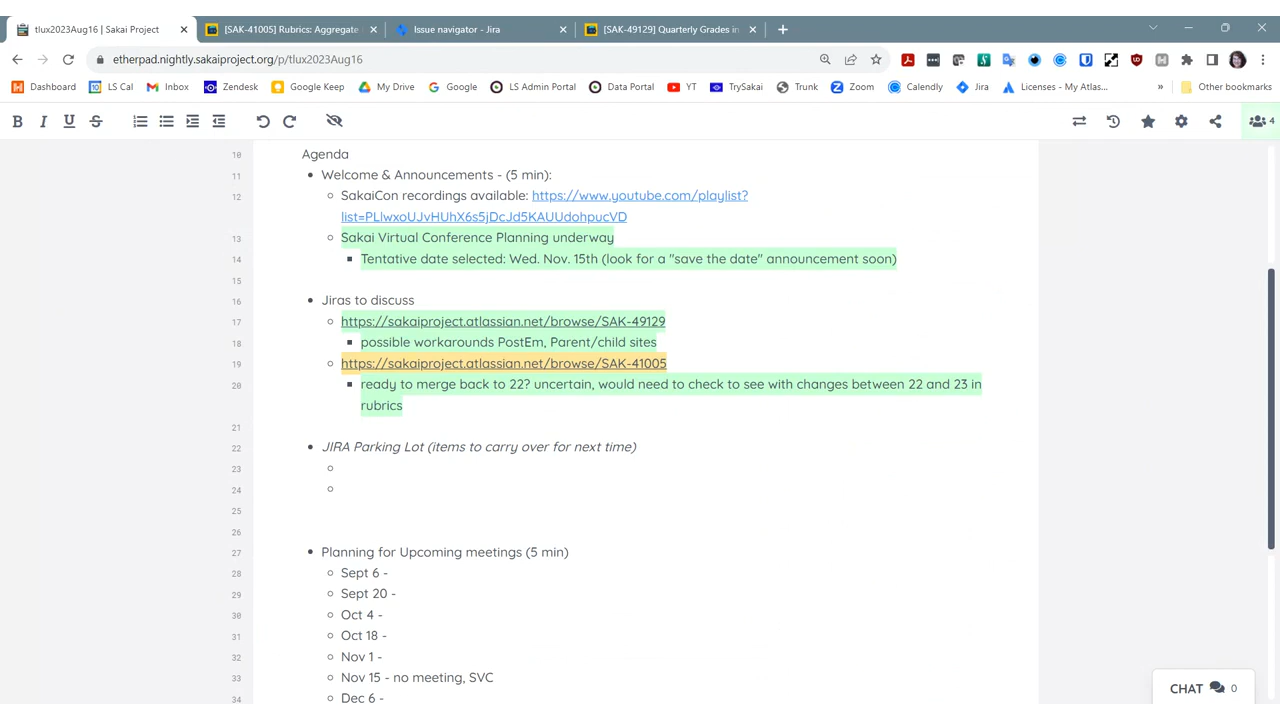 tlux2023Aug16 | Sakai Project
[SAK-41005] Rubrics: Aggregate
Issue navigator - Jira
[SAK-49129] Quarterly Grades in
etherpad.nightly.sakaiproject.org/p/tlux2023Aug16
Dashboard
LS Cal
Inbox
Zendesk
Google Keep
My Drive
Google
LS Admin Portal
Data Portal
YT
TrySakai
Trunk
Zoom
Calendly
Jira
Licenses - My Atlas...
»
Other bookmarks
B I U S
4
10 Agenda
11 • Welcome & Announcements - (5 min):
12 ○ SakaiCon recordings available: https://www.youtube.com/playlist?
list=PLlwxoUJvHUhX6s5jDcJd5KAUUdohpucVD
13 ○ Sakai Virtual Conference Planning underway
14 ▪ Tentative date selected: Wed. Nov. 15th (look for a "save the date" announcement soon)
15
16 • Jiras to discuss
17 ○ https://sakaiproject.atlassian.net/browse/SAK-49129
18 ▪ possible workarounds PostEm, Parent/child sites
19 ○ https://sakaiproject.atlassian.net/browse/SAK-41005
20 ▪ ready to merge back to 22? uncertain, would need to check to see with changes between 22 and 23 in
rubrics
21
22 • JIRA Parking Lot (items to carry over for next time)
23 ○
24 ○
25
26
27 • Planning for Upcoming meetings (5 min)
28 ○ Sept 6 -
29 ○ Sept 20 -
30 ○ Oct 4 -
31 ○ Oct 18 -
32 ○ Nov 1 -
33 ○ Nov 15 - no meeting, SVC
34 ○ Dec 6 -
CHAT 0